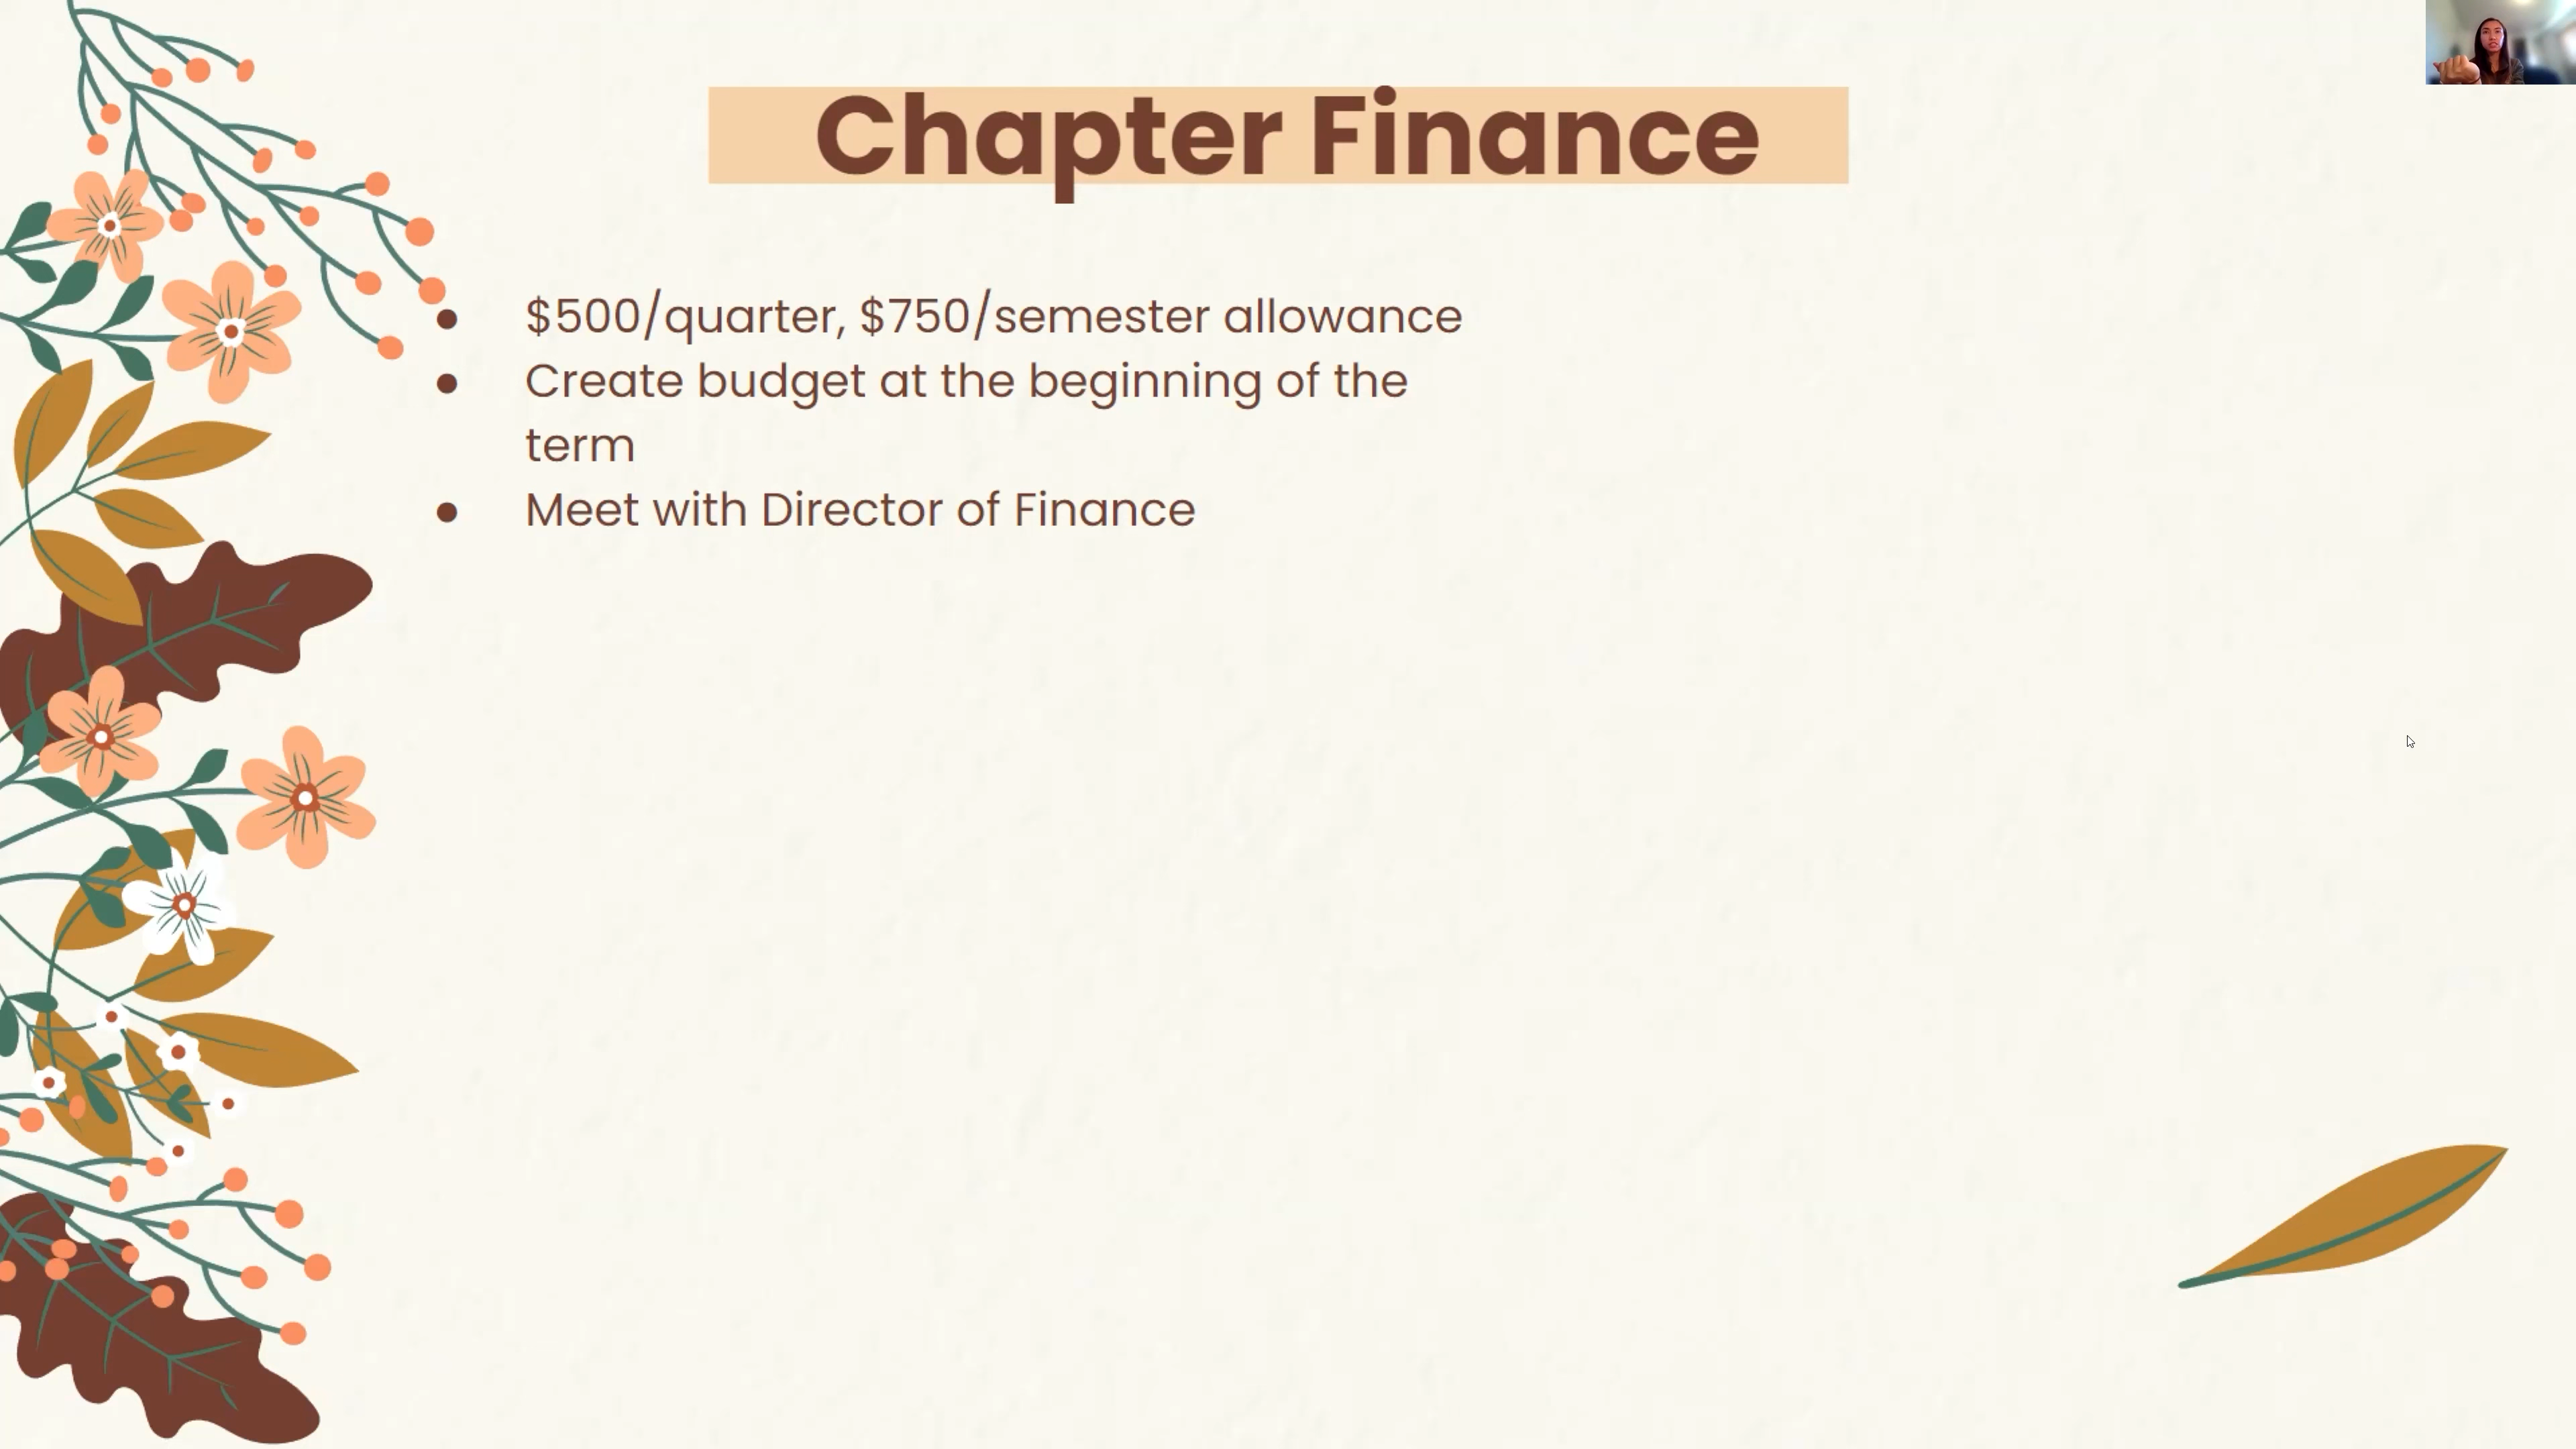 Chapter Finance
● $500/quarter, $750/semester allowance
● Create budget at the beginning of the
term
● Meet with Director of Finance